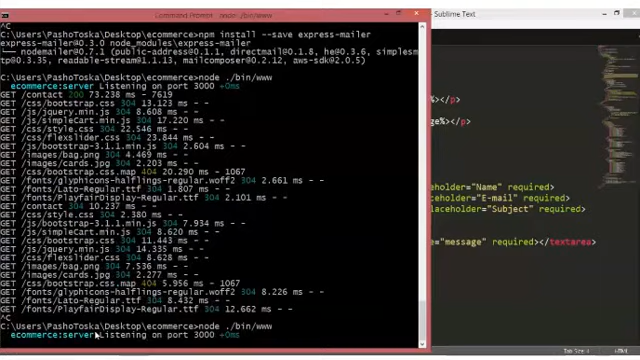 Command Prompt - node ./bin/www
Sublime Text
^C
C:\Users\PashoToska\Desktop\ecommerce>npm install --save express-mailer
express-mailer@0.3.0 node_modules\express-mailer
nodemailer@0.7.1 (public-address@0.1.1, directmail@0.1.8, he@0.3.6, simplesm
tp@0.3.35, readable-stream@1.1.13, mailcomposer@0.2.12, aws-sdk@2.0.5)
C:\Users\PashoToska\Desktop\ecommerce>node ./bin/www
ecommerce:server Listening on port 3000 +0ms
GET /contact 200 73.238 ms - 7619
GET /css/bootstrap.css 304 13.123 ms - -
GET /js/jquery.min.js 304 8.608 ms - -
GET /js/simpleCart.min.js 304 17.220 ms - -
GET /css/style.css 304 22.546 ms - -
GET /css/flexslider.css 304 23.844 ms - -
GET /js/bootstrap-3.1.1.min.js 304 2.604 ms - -
GET /images/bag.png 304 4.469 ms - -
GET /images/cards.jpg 304 2.203 ms - -
GET /css/bootstrap.css.map 404 20.290 ms - 1067
GET /fonts/glyphicons-halflings-regular.woff2 304 2.661 ms - -
GET /fonts/Lato-Regular.ttf 304 1.807 ms - -
GET /fonts/PlayfairDisplay-Regular.ttf 304 2.101 ms - -
GET /contact 304 10.237 ms - -
GET /css/style.css 304 2.380 ms - -
GET /js/bootstrap-3.1.1.min.js 304 7.934 ms - -
GET /js/simpleCart.min.js 304 8.620 ms - -
GET /css/bootstrap.css 304 11.443 ms - -
GET /js/jquery.min.js 304 14.335 ms - -
GET /css/flexslider.css 304 8.628 ms - -
GET /images/bag.png 304 7.536 ms - -
GET /images/cards.jpg 304 2.277 ms - -
GET /css/bootstrap.css.map 404 5.956 ms - 1067
GET /fonts/glyphicons-halflings-regular.woff2 304 8.226 ms - -
GET /fonts/Lato-Regular.ttf 304 8.432 ms - -
GET /fonts/PlayfairDisplay-Regular.ttf 304 12.662 ms - -
^C
C:\Users\PashoToska\Desktop\ecommerce>node ./bin/www
ecommerce:server Listening on port 3000 +0ms
%></p>
ge%></p>
ceholder="Name" required>
aceholder="E-mail" required>
laceholder="Subject" required>
e="message" required></textarea>
Tab Size: 4